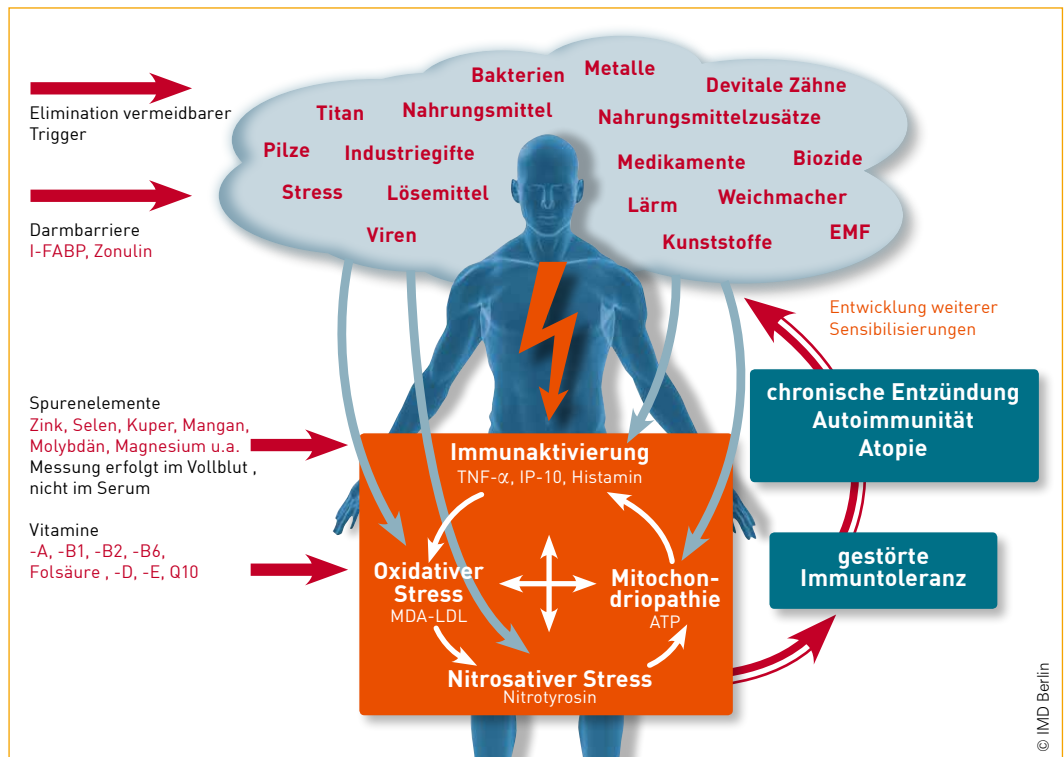 Elimination vermeidbarer
Trigger
Darmbarriere
I-FABP, Zonulin
Spurenelemente
Zink, Selen, Kuper, Mangan,
Molybdän, Magnesium u.a.
Messung erfolgt im Vollblut ,
nicht im Serum
Vitamine
-A, -B1, -B2, -B6,
Folsäure , -D, -E, Q10
Bakterien
Metalle
Devitale Zähne
Titan
Nahrungsmittel
Nahrungsmittelzusätze
Pilze
Industriegifte
Medikamente
Biozide
Stress
Lösemittel
Lärm
Weichmacher
Viren
Kunststoffe
EMF
Immunaktivierung
TNF-α, IP-10, Histamin
Oxidativer
Stress
MDA-LDL
Mitochon-
driopathie
ATP
Nitrosativer Stress
Nitrotyrosin
Entwicklung weiterer
Sensibilisierungen
chronische Entzündung
Autoimmunität
Atopie
gestörte
Immuntoleranz
© IMD Berlin